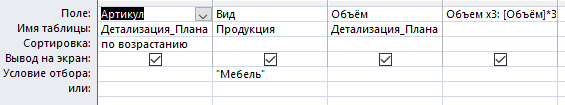 Поле: Артикул Вид Объём Объем x3: [Объём]*3
Имя таблицы: Детализация_Плана Продукция Детализация_Плана
Сортировка: по возрастанию
Вывод на экран:
Условие отбора: "Мебель"
или: